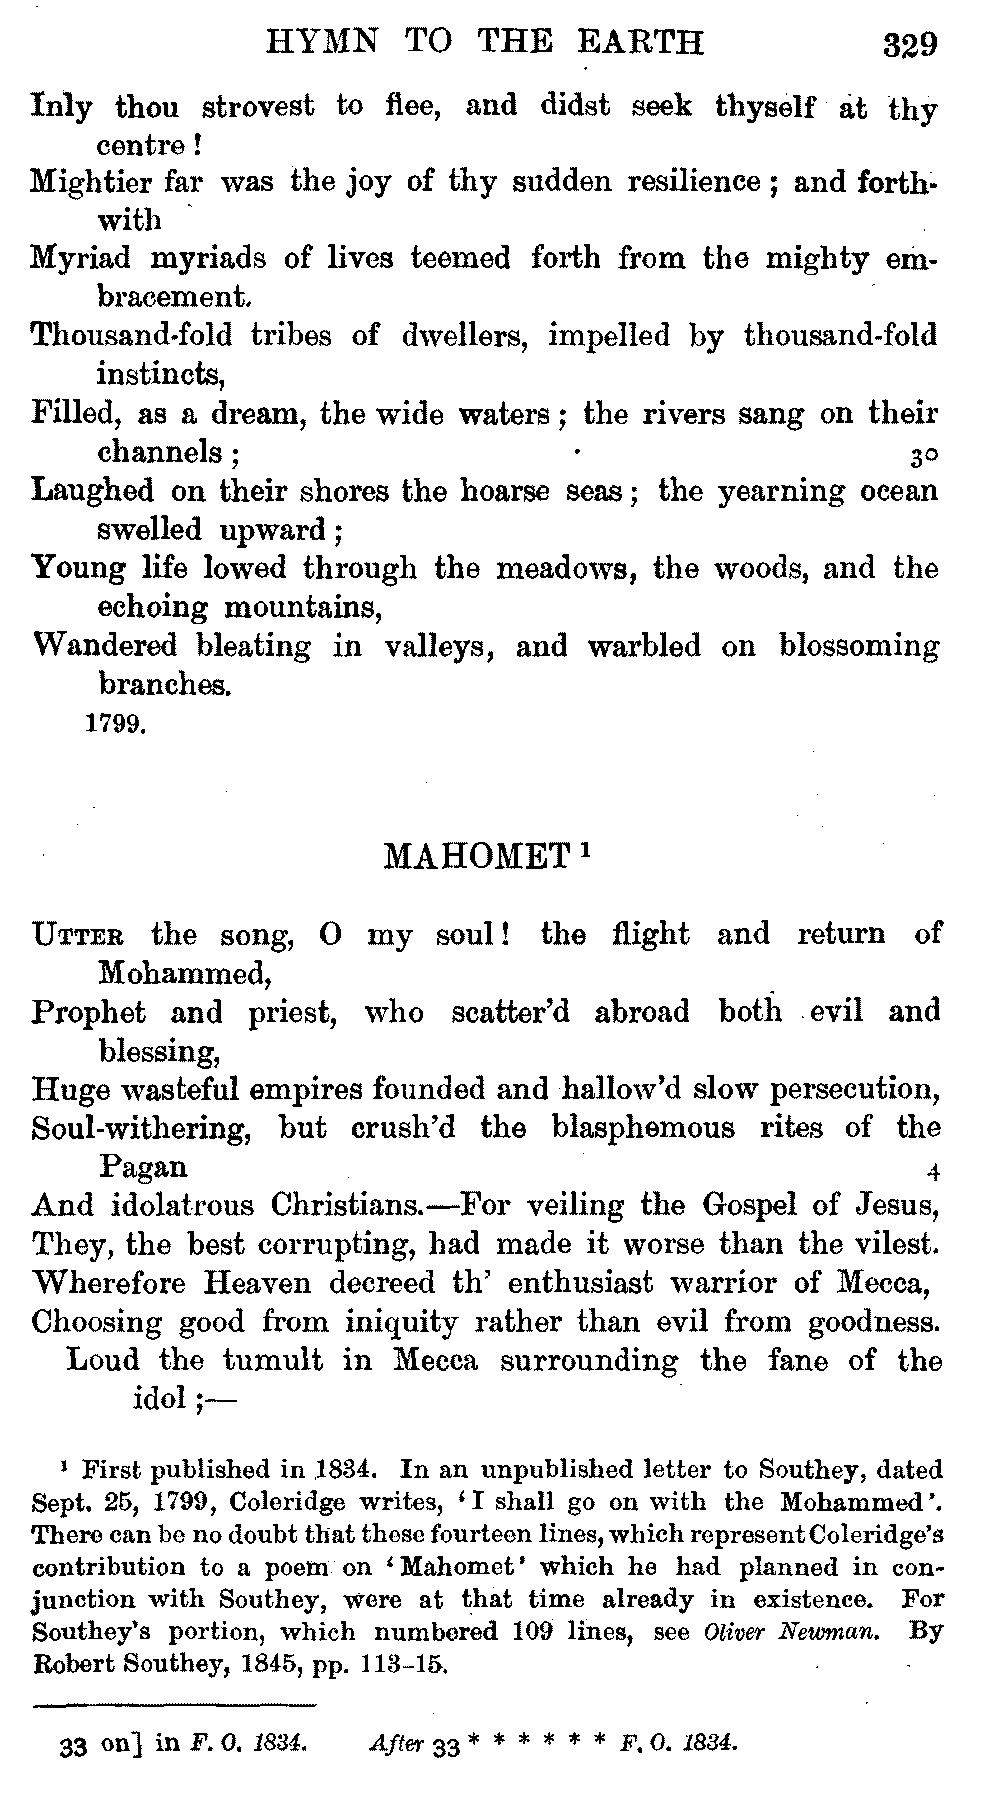 HYMN TO THE EARTH 329
Inly thou strovest to flee, and didst seek thyself at thy
centre !
Mightier far was the joy of thy sudden resilience ; and forth-
with
Myriad myriads of lives teemed forth from the mighty em-
bracement.
Thousand-fold tribes of dwellers, impelled by thousand-fold
instincts,
Filled, as a dream, the wide waters ; the rivers sang on their
channels ; 30
Laughed on their shores the hoarse seas ; the yearning ocean
swelled upward ;
Young life lowed through the meadows, the woods, and the
echoing mountains,
Wandered bleating in valleys, and warbled on blossoming
branches.
1799.
MAHOMET ¹
UTTER the song, O my soul ! the flight and return of
Mohammed,
Prophet and priest, who scatter'd abroad both evil and
blessing,
Huge wasteful empires founded and hallow'd slow persecution,
Soul-withering, but crush'd the blasphemous rites of the
Pagan 4
And idolatrous Christians.—For veiling the Gospel of Jesus,
They, the best corrupting, had made it worse than the vilest.
Wherefore Heaven decreed th' enthusiast warrior of Mecca,
Choosing good from iniquity rather than evil from goodness.
Loud the tumult in Mecca surrounding the fane of the
idol ;—
¹ First published in 1834. In an unpublished letter to Southey, dated
Sept. 25, 1799, Coleridge writes, ‘ I shall go on with the Mohammed ’.
There can be no doubt that these fourteen lines, which represent Coleridge's
contribution to a poem on ‘ Mahomet ’ which he had planned in con-
junction with Southey, were at that time already in existence. For
Southey's portion, which numbered 109 lines, see Oliver Newman. By
Robert Southey, 1845, pp. 113-15.
33 on] in F. O. 1834. After 33 * * * * * * F. O. 1834.